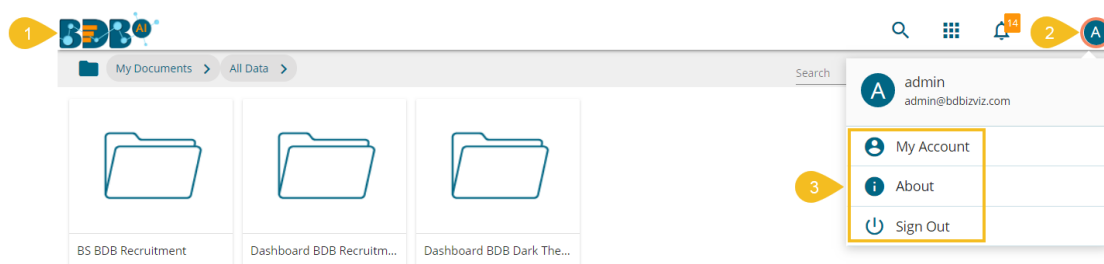 1
BDB AI
14
2
A
My Documents
All Data
Search
A
admin
admin@bdbizviz.com
My Account
3
About
Sign Out
BS BDB Recruitment
Dashboard BDB Recruitm...
Dashboard BDB Dark The...